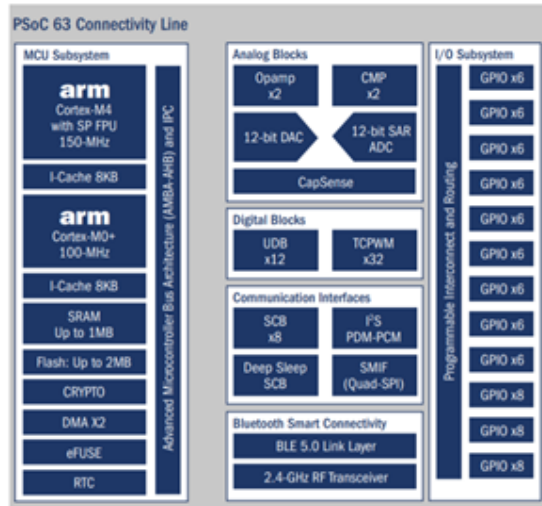 PSoC 63 Connectivity Line
MCU Subsystem
arm
Cortex-M4
with SP FPU
150-MHz
I-Cache 8KB
arm
Cortex-M0+
100-MHz
I-Cache 8KB
SRAM
Up to 1MB
Flash: Up to 2MB
CRYPTO
DMA X2
eFUSE
RTC
Advanced Microcontroller Bus Architecture (AMBA-AHB) and IPC
Analog Blocks
Opamp
x2
CMP
x2
12-bit DAC
12-bit SAR
ADC
CapSense
Digital Blocks
UDB
x12
TCPWM
x32
Communication Interfaces
SCB
x8
I²S
PDM-PCM
Deep Sleep
SCB
SMIF
(Quad-SPI)
Bluetooth Smart Connectivity
BLE 5.0 Link Layer
2.4-GHz RF Transceiver
I/O Subsystem
Programmable Interconnect and Routing
GPIO x6
GPIO x6
GPIO x6
GPIO x6
GPIO x6
GPIO x6
GPIO x6
GPIO x6
GPIO x6
GPIO x8
GPIO x8
GPIO x8